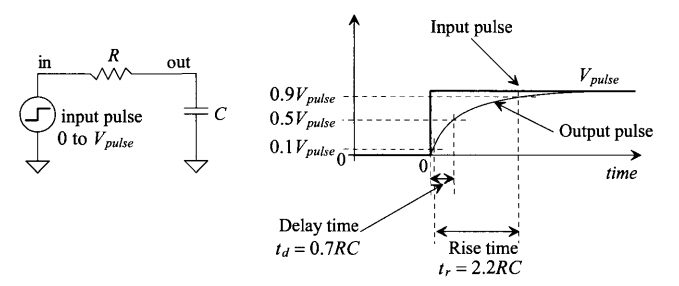 in
R
out
input pulse
0 to Vpulse
C
Input pulse
Vpulse
0.9Vpulse
0.5Vpulse
0.1Vpulse
0
0
Output pulse
time
Delay time
td = 0.7RC
Rise time
tr = 2.2RC